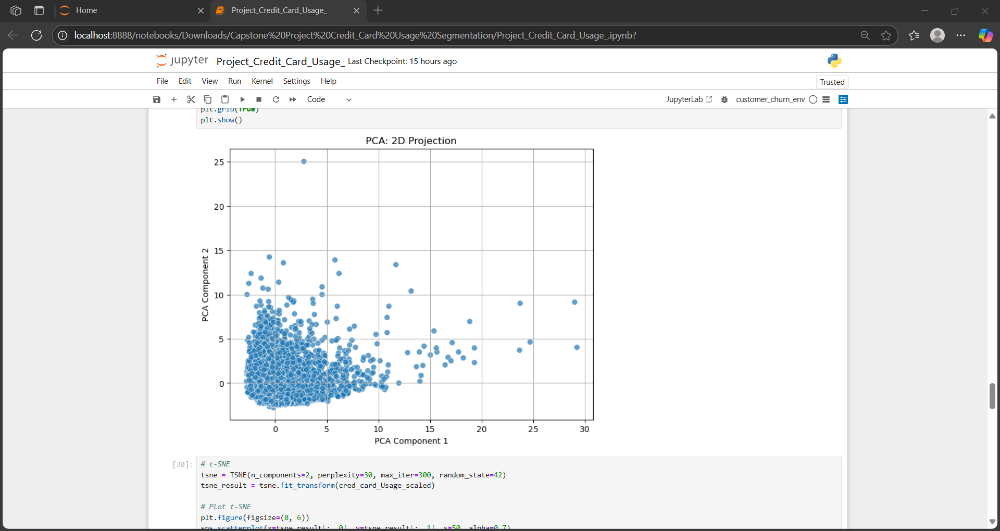 Home
Project_Credit_Card_Usage_
localhost:8888/notebooks/Downloads/Capstone%20Project%20Credit_Card%20Usage%20Segmentation/Project_Credit_Card_Usage_.ipynb?
jupyter Project_Credit_Card_Usage_ Last Checkpoint: 15 hours ago
File Edit View Run Kernel Settings Help
Trusted
Code
JupyterLab
customer_churn_env
plt.grid(True)
plt.show()
PCA: 2D Projection
25
20
15
10
5
0
PCA Component 2
0 5 10 15 20 25 30
PCA Component 1
[30]:
# t-SNE
tsne = TSNE(n_components=2, perplexity=30, max_iter=300, random_state=42)
tsne_result = tsne.fit_transform(cred_card_Usage_scaled)
# Plot t-SNE
plt.figure(figsize=(8, 6))
sns.scatterplot(x=tsne_result[:, 0], y=tsne_result[:, 1], s=50, alpha=0.7)